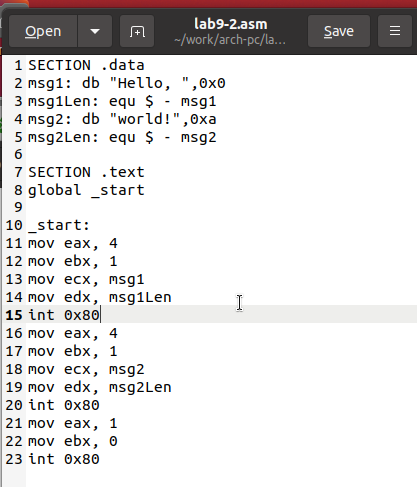 Open
lab9-2.asm
~/work/arch-pc/la...
Save
1 SECTION .data
2 msg1: db "Hello, ",0x0
3 msg1Len: equ $ - msg1
4 msg2: db "world!",0xa
5 msg2Len: equ $ - msg2
6
7 SECTION .text
8 global _start
9
10 _start:
11 mov eax, 4
12 mov ebx, 1
13 mov ecx, msg1
14 mov edx, msg1Len
15 int 0x80
16 mov eax, 4
17 mov ebx, 1
18 mov ecx, msg2
19 mov edx, msg2Len
20 int 0x80
21 mov eax, 1
22 mov ebx, 0
23 int 0x80